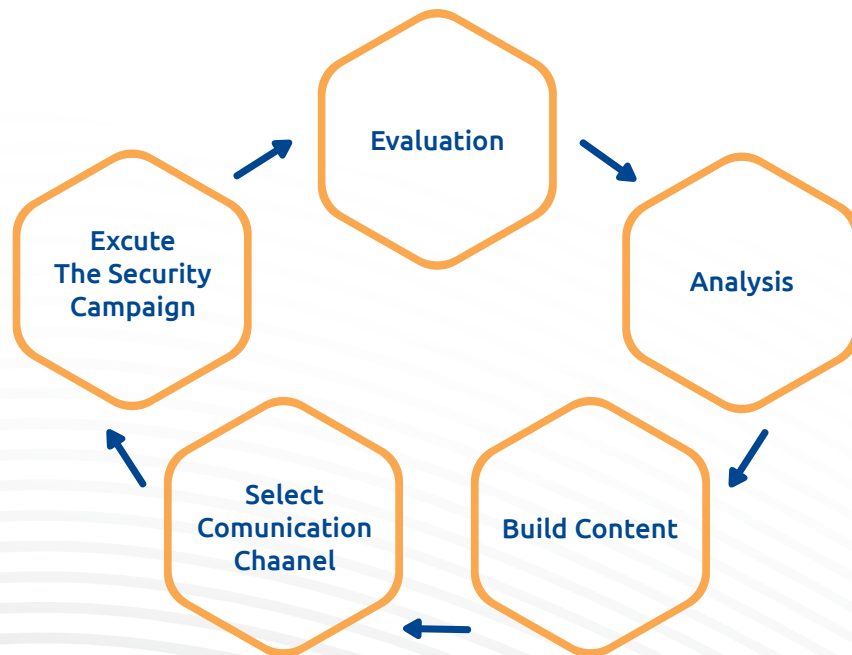 Evaluation
Analysis
Build Content
Select
Comunication
Chaanel
Excute
The Security
Campaign